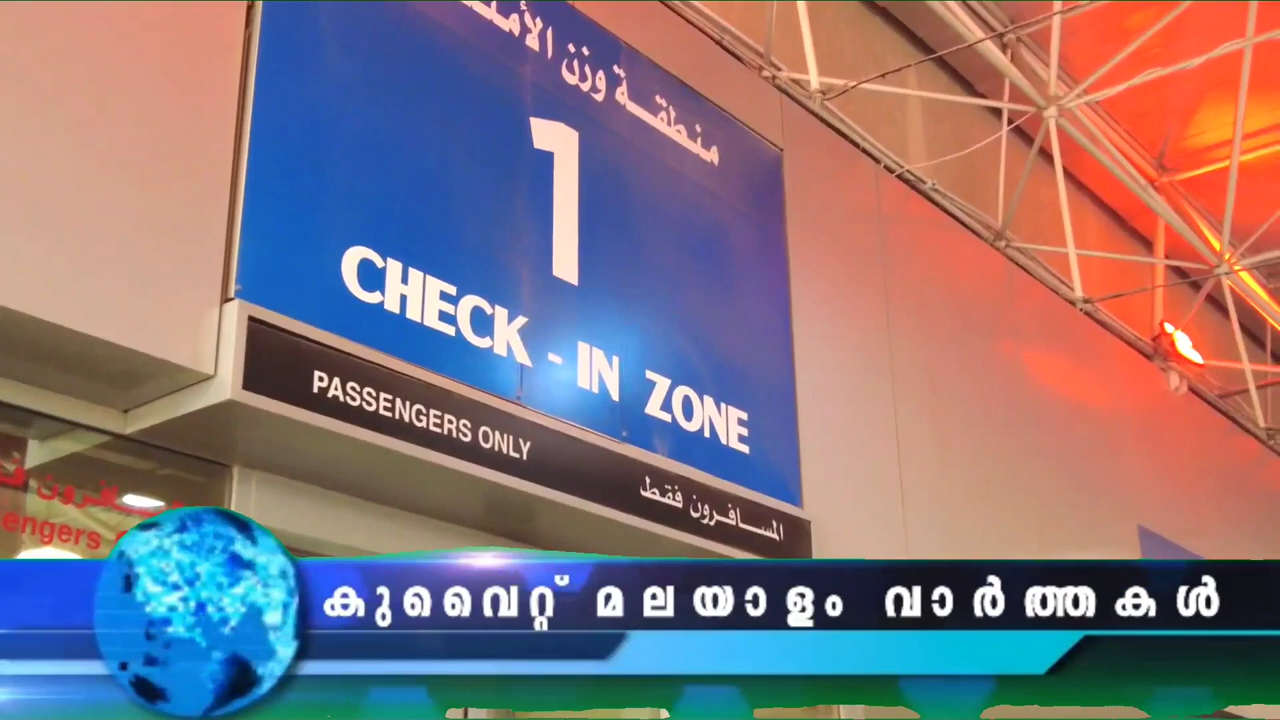 منطقة وزن الأمتعة
1
CHECK - IN ZONE
PASSENGERS ONLY
المسافرون فقط
കുവൈറ്റ് മലയാളം വാർത്തകൾ